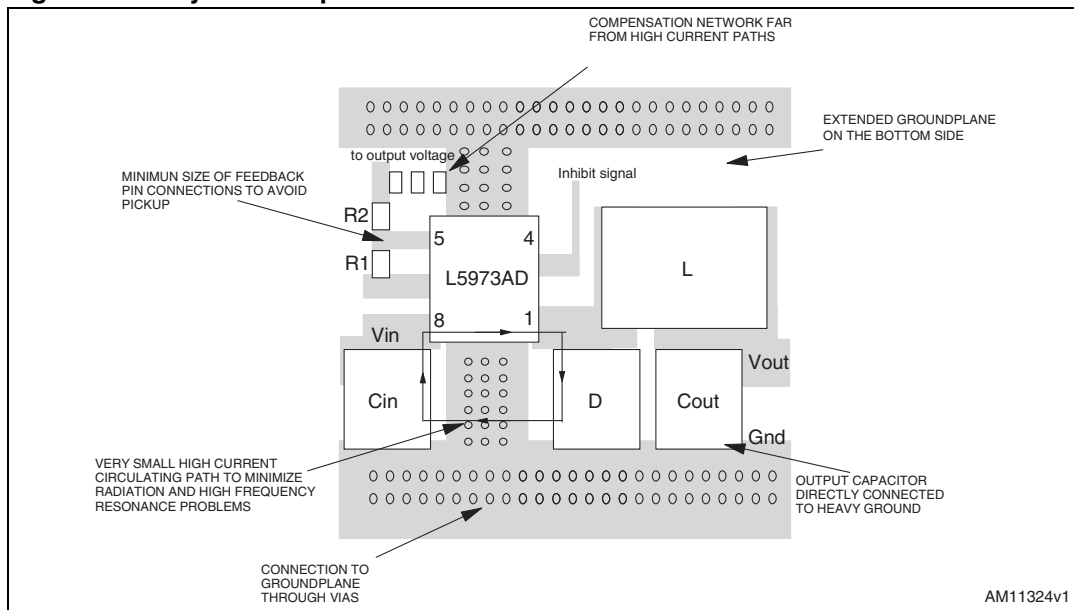 COMPENSATION NETWORK FAR
FROM HIGH CURRENT PATHS
EXTENDED GROUNDPLANE
ON THE BOTTOM SIDE
to output voltage
MINIMUN SIZE OF FEEDBACK
PIN CONNECTIONS TO AVOID
PICKUP
Inhibit signal
R2
5
4
R1
L5973AD
L
8
1
Vin
Vout
Cin
D
Cout
Gnd
VERY SMALL HIGH CURRENT
CIRCULATING PATH TO MINIMIZE
RADIATION AND HIGH FREQUENCY
RESONANCE PROBLEMS
OUTPUT CAPACITOR
DIRECTLY CONNECTED
TO HEAVY GROUND
CONNECTION TO
GROUNDPLANE
THROUGH VIAS
AM11324v1